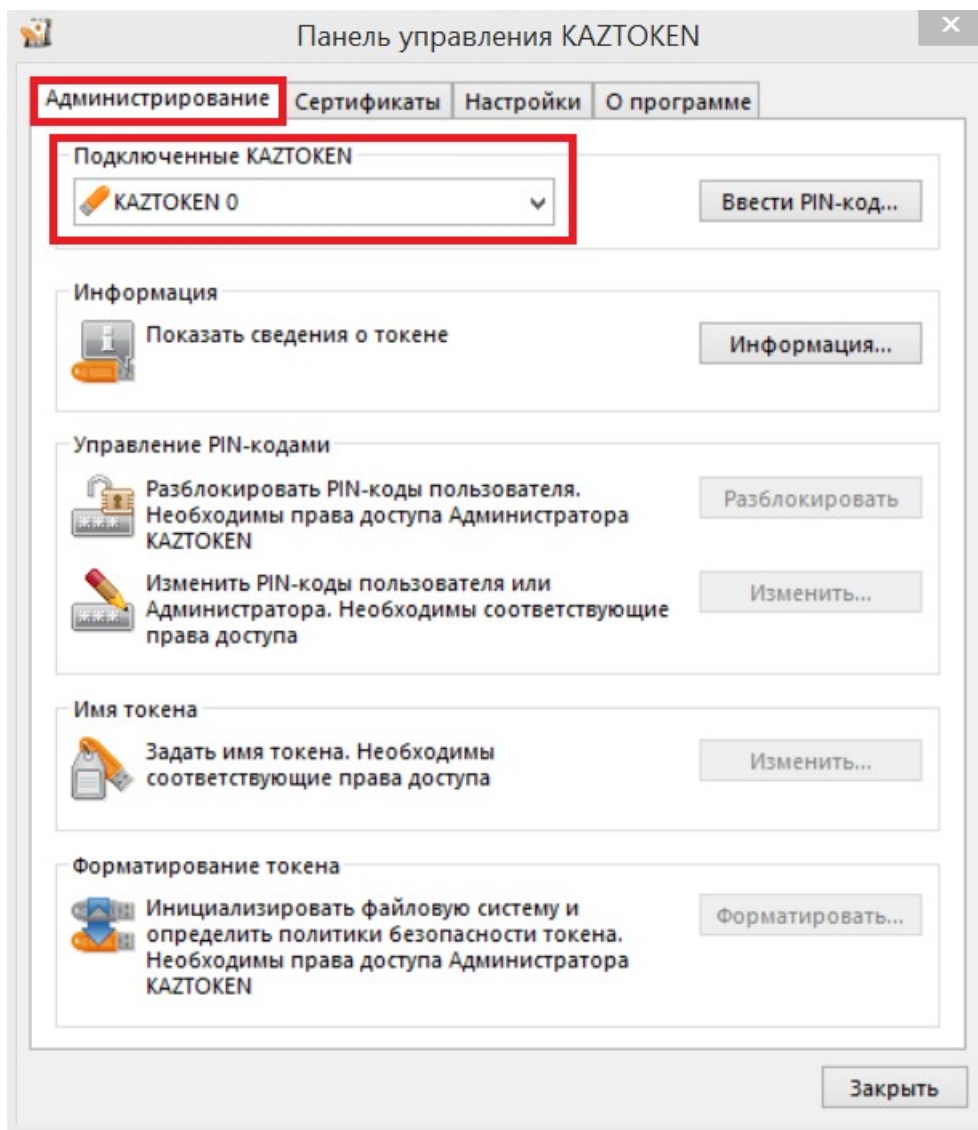 Панель управления KAZTOKEN
Администрирование Сертификаты Настройки О программе
Подключенные KAZTOKEN
KAZTOKEN 0 Ввести PIN-код...
Информация
Показать сведения о токене Информация...
Управление PIN-кодами
Разблокировать PIN-коды пользователя.
Необходимы права доступа Администратора
KAZTOKEN
Разблокировать
Изменить PIN-коды пользователя или
Администратора. Необходимы соответствующие
права доступа
Изменить...
Имя токена
Задать имя токена. Необходимы
соответствующие права доступа
Изменить...
Форматирование токена
Инициализировать файловую систему и
определить политики безопасности токена.
Необходимы права доступа Администратора
KAZTOKEN
Форматировать...
Закрыть